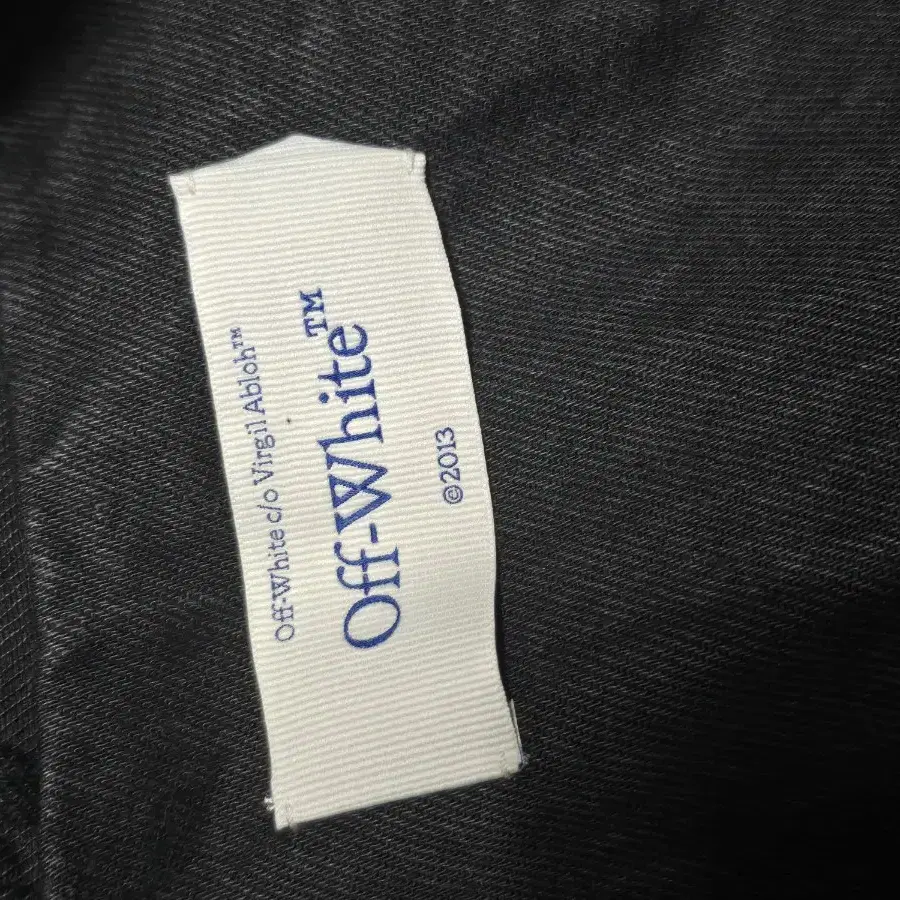 Off-White c/o Virgil Abloh™
Off-White™
©2013